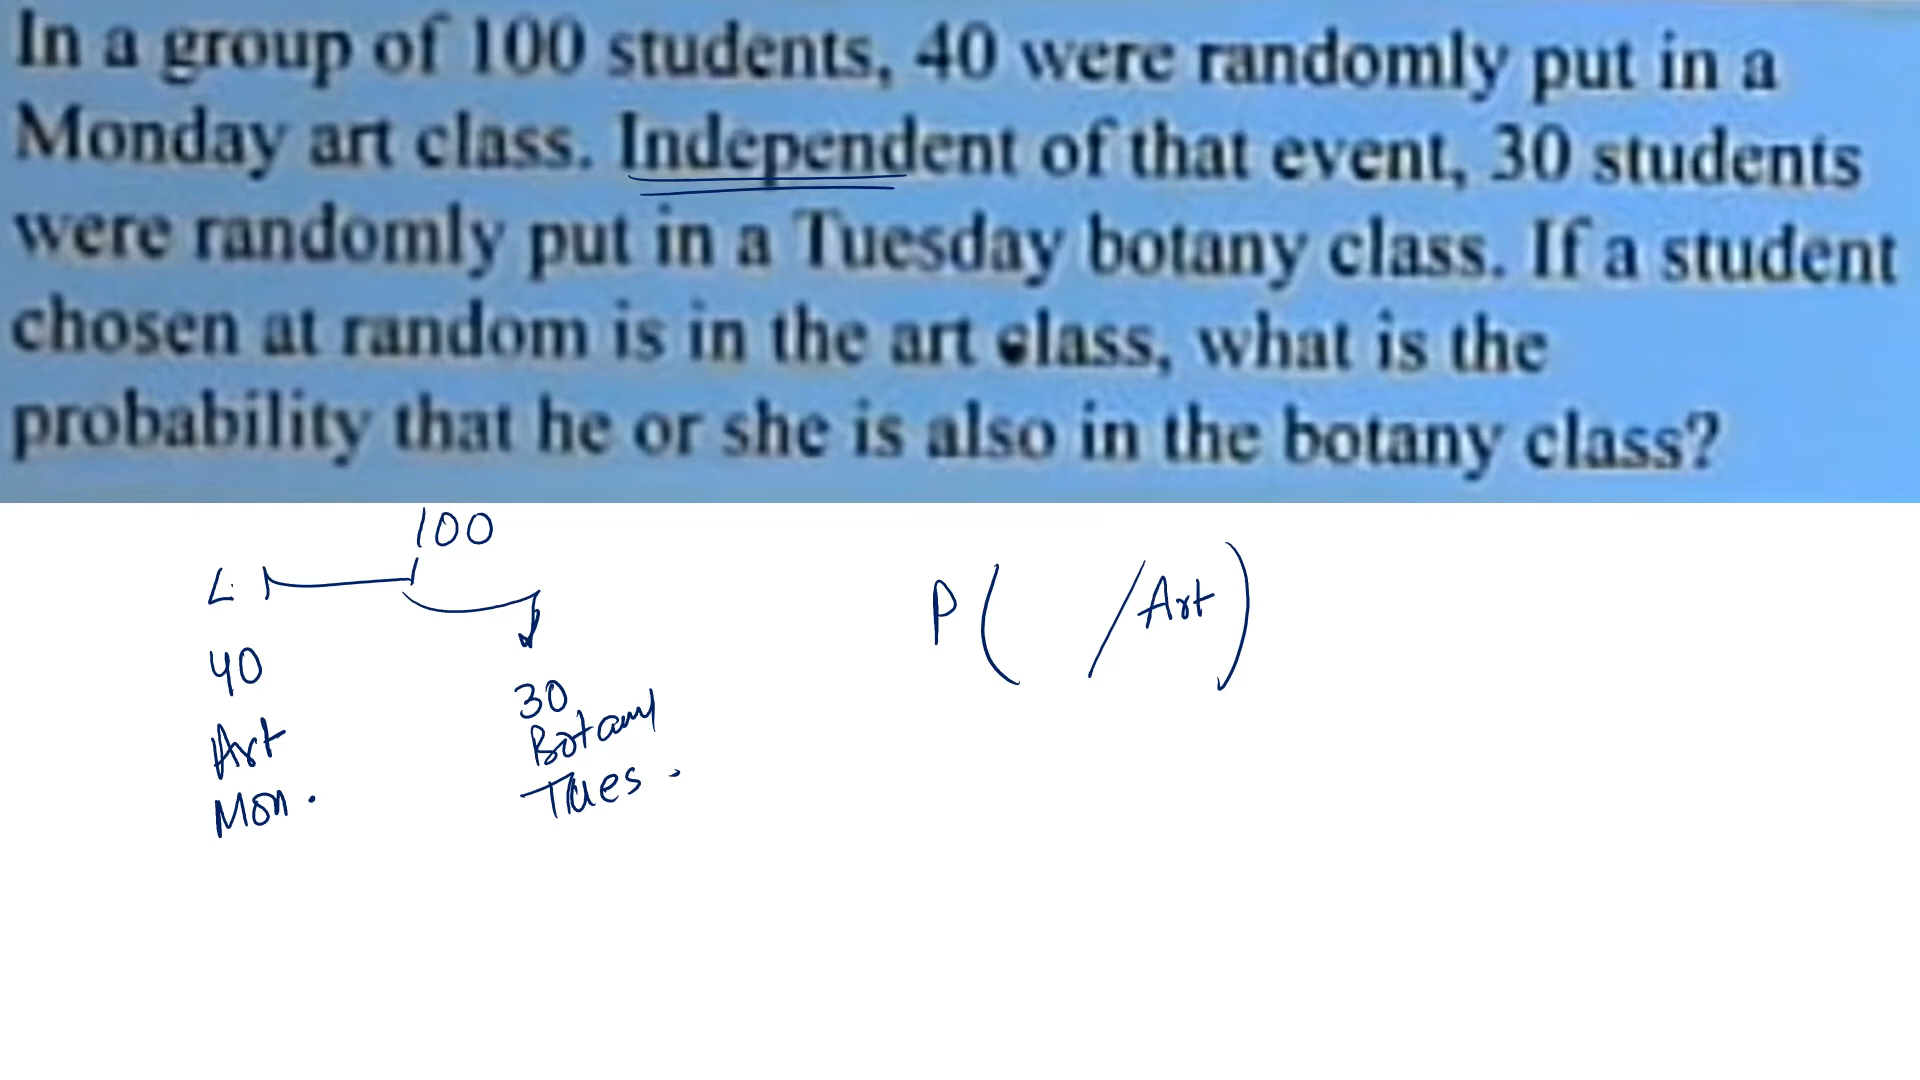 In a group of 100 students, 40 were randomly put in a
Monday art class. Independent of that event, 30 students
were randomly put in a Tuesday botany class. If a student
chosen at random is in the art class, what is the
probability that he or she is also in the botany class?
100
40
Art
Mon.
30
Botany
Tues.
P( /Art)